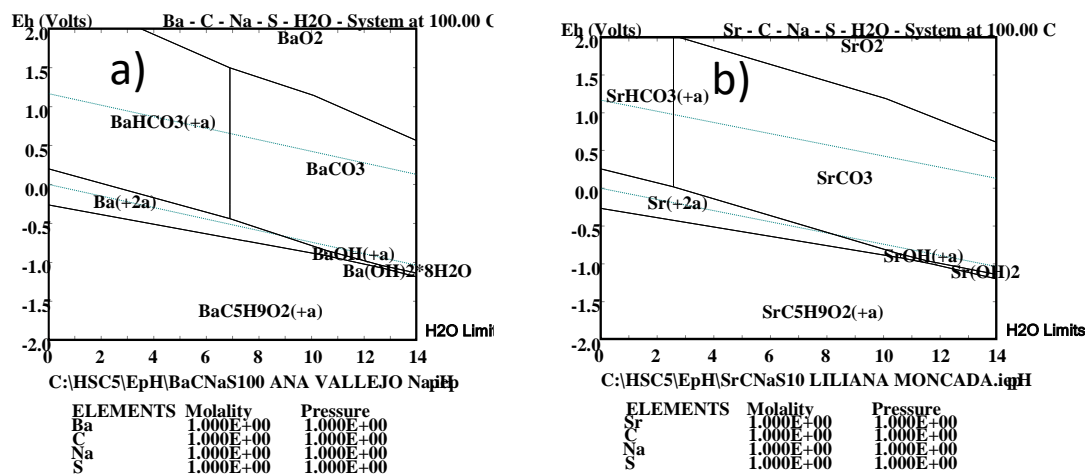 Eh (Volts) Ba - C - Na - S - H2O - System at 100.00 C
2.0
1.5
1.0
0.5
0.0
-0.5
-1.0
-1.5
-2.0
a)
BaO2
BaHCO3(+a)
BaCO3
Ba(+2a)
BaOH(+a)
Ba(OH)2*8H2O
BaC5H9O2(+a)
H2O Limit
0 2 4 6 8 10 12 14
C:\HSC5\EpH\BaCNaS100 ANA VALLEJO
ELEMENTS Molality Pressure
Ba 1.000E+00 1.000E+00
C 1.000E+00 1.000E+00
Na 1.000E+00 1.000E+00
S 1.000E+00 1.000E+00
Eh (Volts) Sr - C - Na - S - H2O - System at 100.00 C
2.0
1.5
1.0
0.5
0.0
-0.5
-1.0
-1.5
-2.0
b)
SrO2
SrHCO3(+a)
SrCO3
Sr(+2a)
SrOH(+a)
Sr(OH)2
SrC5H9O2(+a)
H2O Limits
0 2 4 6 8 10 12 14
C:\HSC5\EpH\SrCNaS10 LILIANA
ELEMENTS Molality Pressure
Sr 1.000E+00 1.000E+00
C 1.000E+00 1.000E+00
Na 1.000E+00 1.000E+00
S 1.000E+00 1.000E+00